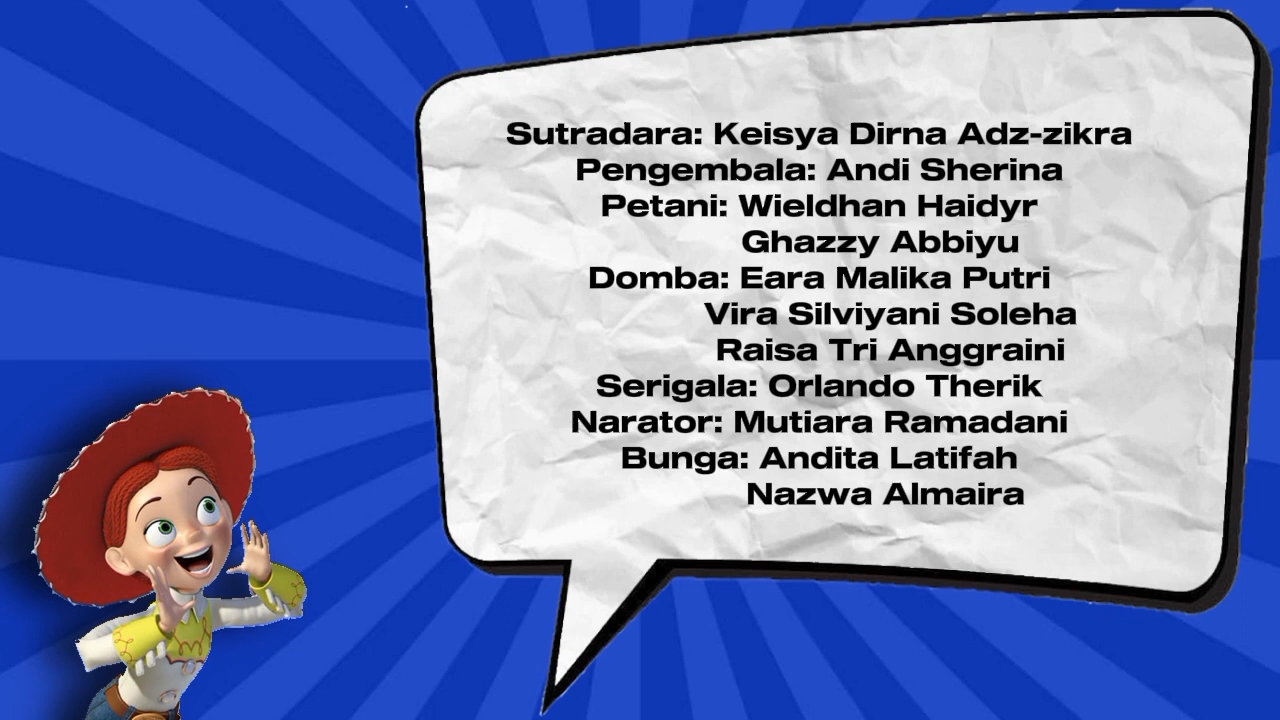 Sutradara: Keisya Dirna Adz-zikra
Pengembala: Andi Sherina
Petani: Wieldhan Haidyr
Ghazzy Abbiyu
Domba: Eara Malika Putri
Vira Silviyani Soleha
Raisa Tri Anggraini
Serigala: Orlando Therik
Narator: Mutiara Ramadani
Bunga: Andita Latifah
Nazwa Almaira